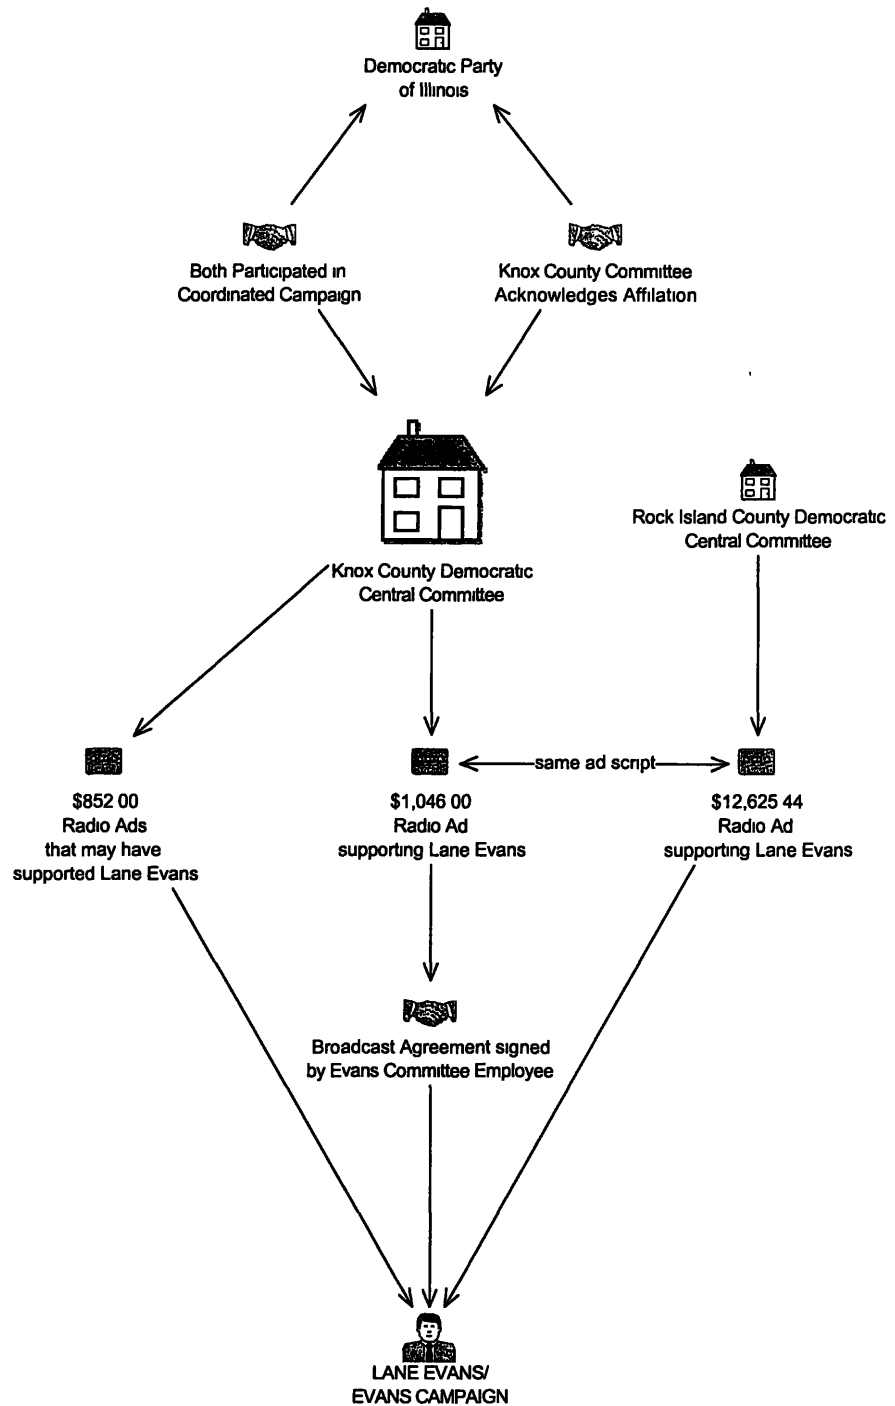 Democratic Party
of Illinois
Both Participated in
Coordinated Campaign
Knox County Committee
Acknowledges Affilation
Rock Island County Democratic
Central Committee
Knox County Democratic
Central Committee
same ad script
$852 00
Radio Ads
that may have
supported Lane Evans
$1,046 00
Radio Ad
supporting Lane Evans
$12,625 44
Radio Ad
supporting Lane Evans
Broadcast Agreement signed
by Evans Committee Employee
LANE EVANS/
EVANS CAMPAIGN